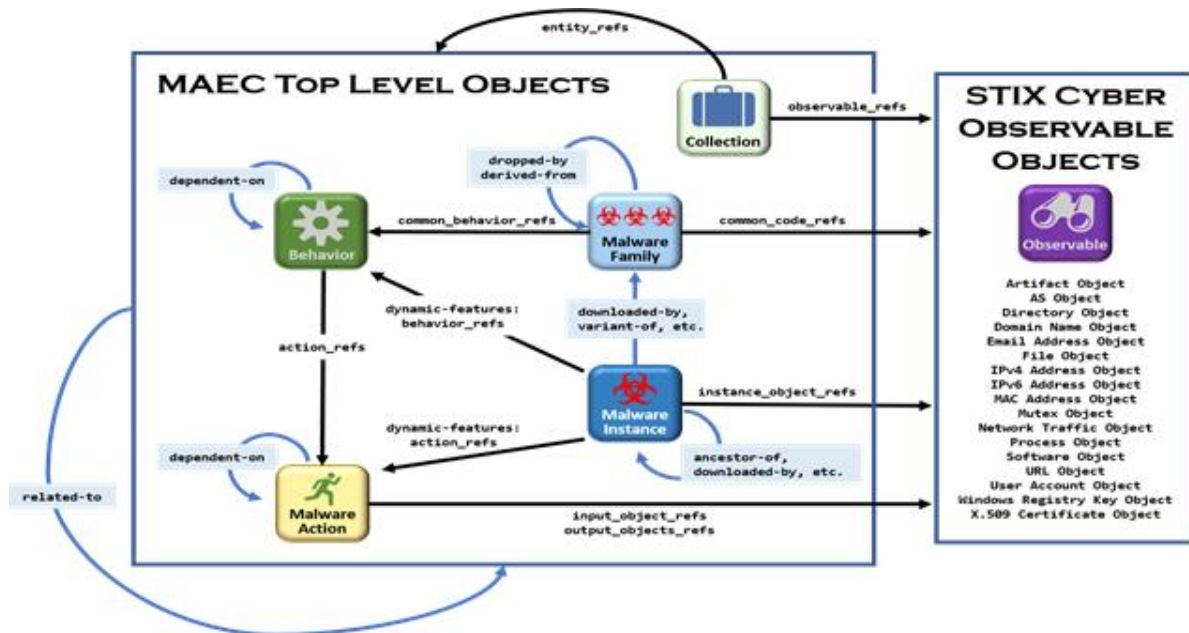 entity_refs
MAEC TOP LEVEL OBJECTS
Collection
observable_refs
STIX CYBER
OBSERVABLE
OBJECTS
Observable
dependent-on
dropped-by
derived-from
Behavior
common_behavior_refs
Malware
Family
common_code_refs
dynamic-features:
behavior_refs
downloaded-by,
variant-of, etc.
action_refs
Malware
Instance
instance_object_refs
dynamic-features:
action_refs
ancestor-of,
downloaded-by, etc.
dependent-on
related-to
Malware
Action
input_object_refs
output_objects_refs
Artifact Object
AS Object
Directory Object
Domain Name Object
Email Address Object
File Object
IPv4 Address Object
IPv6 Address Object
MAC Address Object
Mutex Object
Network Traffic Object
Process Object
Software Object
URL Object
User Account Object
Windows Registry Key Object
X.509 Certificate Object